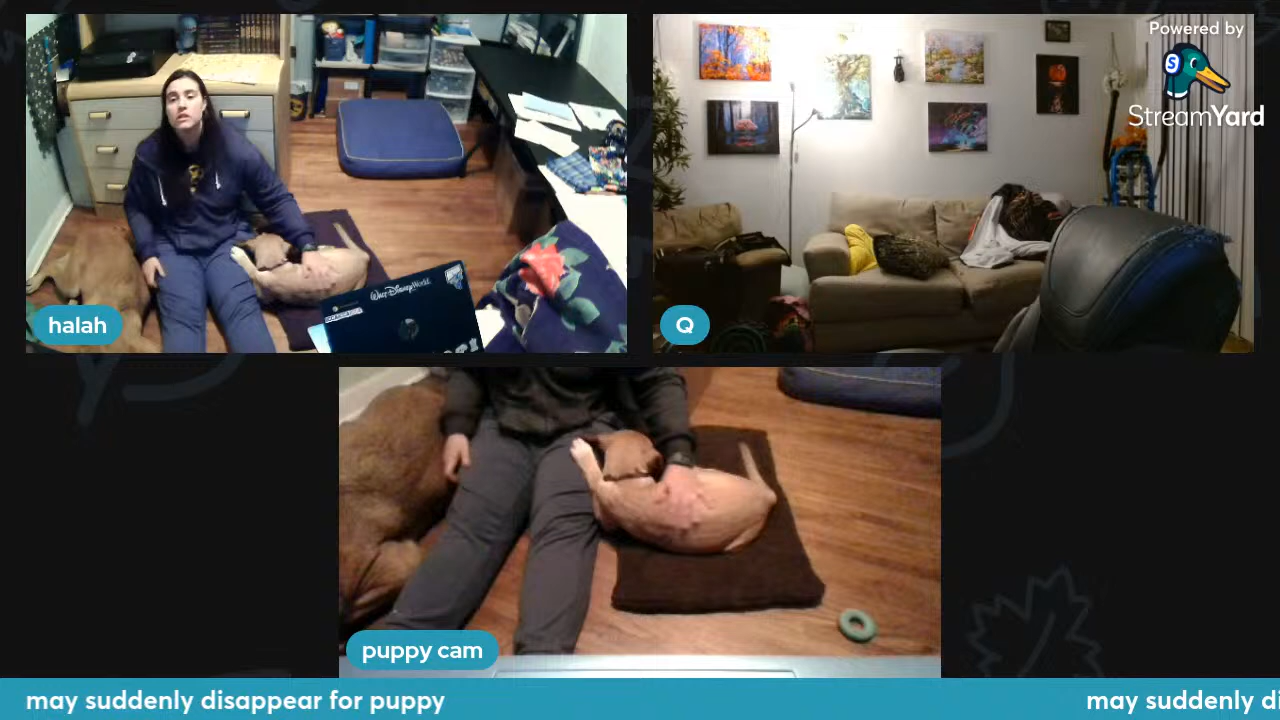 Powered by
StreamYard
Walt Disney World.
halah
Q
puppy cam
may suddenly disappear for puppy
may suddenly di